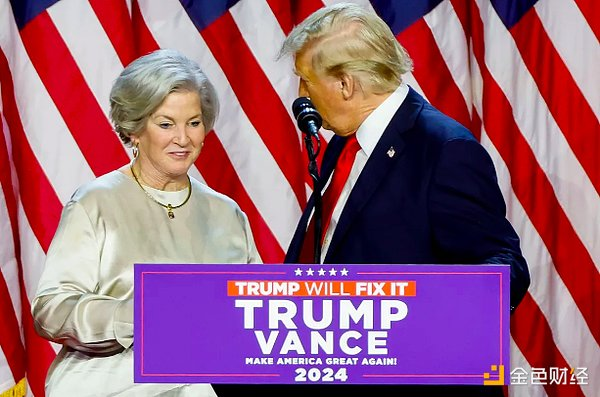 TRUMP WILL FIX IT
TRUMP
VANCE
MAKE AMERICA GREAT AGAIN!
2024
金色财经